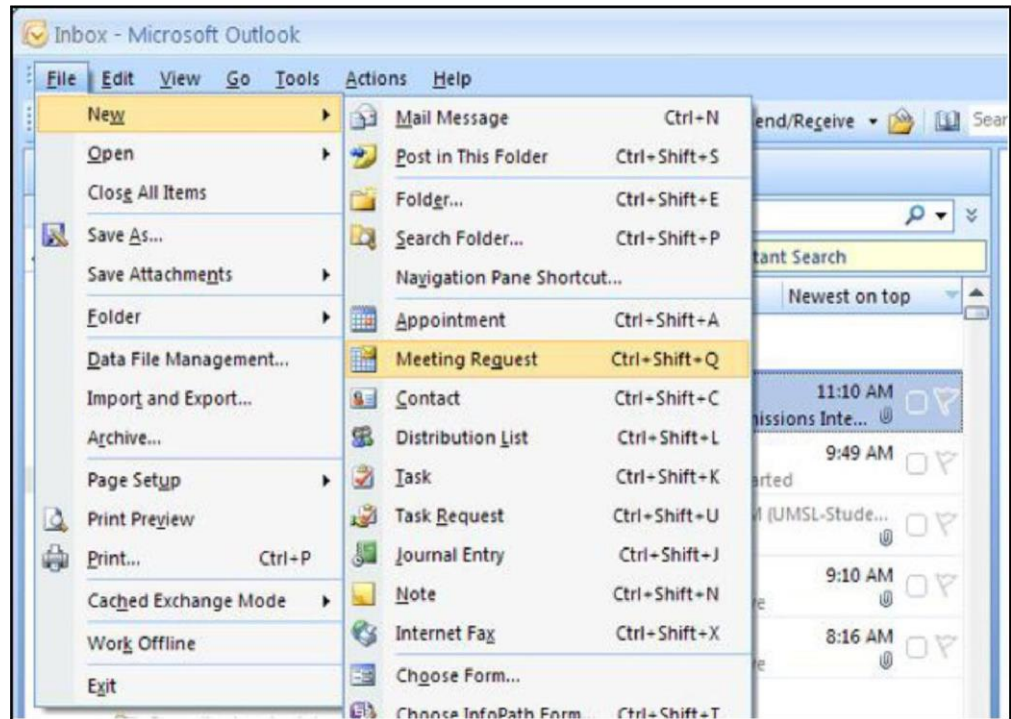 Inbox - Microsoft Outlook
File Edit View Go Tools Actions Help
New
Open
Close All Items
Save As...
Save Attachments
Folder
Data File Management...
Import and Export...
Archive...
Page Setup
Print Preview
Print... Ctrl+P
Cached Exchange Mode
Work Offline
Exit
Mail Message Ctrl+N
Post in This Folder Ctrl+Shift+S
Folder... Ctrl+Shift+E
Search Folder... Ctrl+Shift+P
Navigation Pane Shortcut...
Appointment Ctrl+Shift+A
Meeting Request Ctrl+Shift+Q
Contact Ctrl+Shift+C
Distribution List Ctrl+Shift+L
Task Ctrl+Shift+K
Task Request Ctrl+Shift+U
Journal Entry Ctrl+Shift+J
Note Ctrl+Shift+N
Internet Fax Ctrl+Shift+X
Choose Form...
Choose InfoPath Form... Ctrl+Shift+T
end/Receive Sear
tant Search
Newest on top
11:10 AM
nissions Inte...
9:49 AM
arted
M (UMSL-Stude...
9:10 AM
8:16 AM